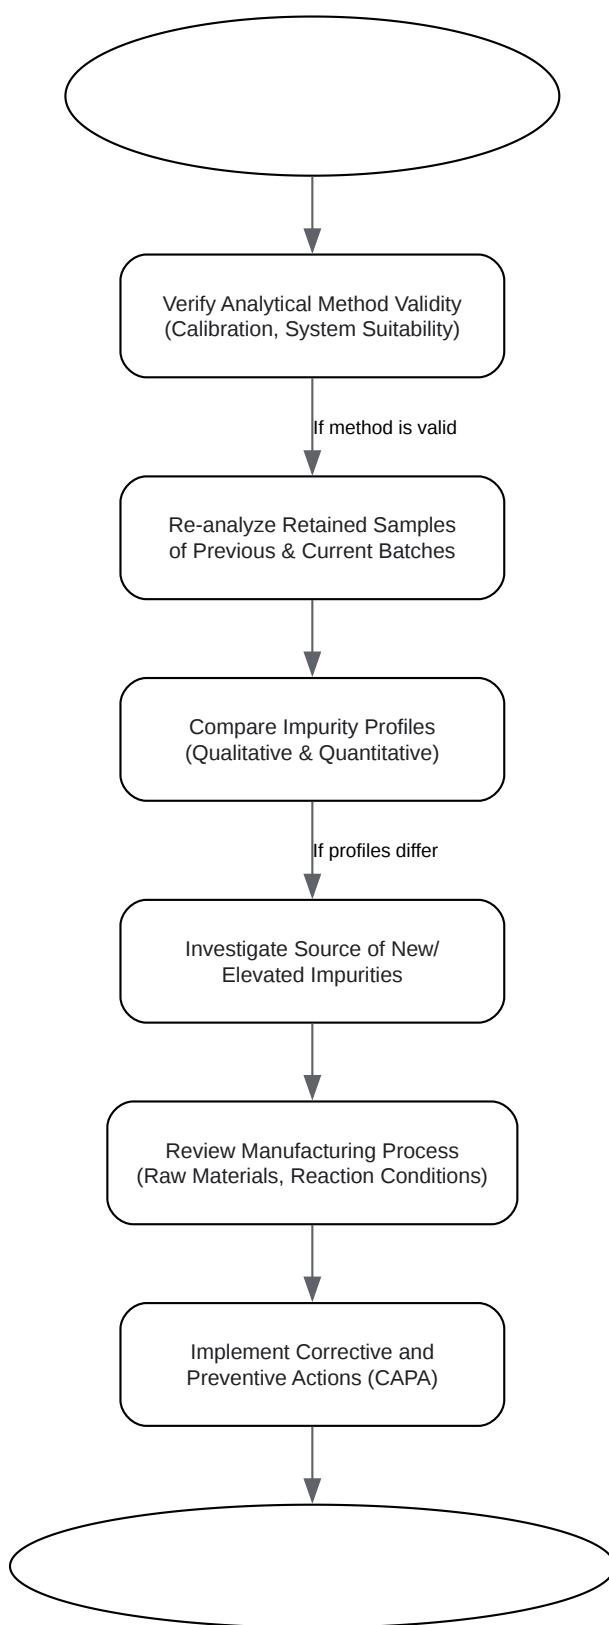 Verify Analytical Method Validity
(Calibration, System Suitability)
If method is valid
Re-analyze Retained Samples
of Previous & Current Batches
Compare Impurity Profiles
(Qualitative & Quantitative)
If profiles differ
Investigate Source of New/
Elevated Impurities
Review Manufacturing Process
(Raw Materials, Reaction Conditions)
Implement Corrective and
Preventive Actions (CAPA)